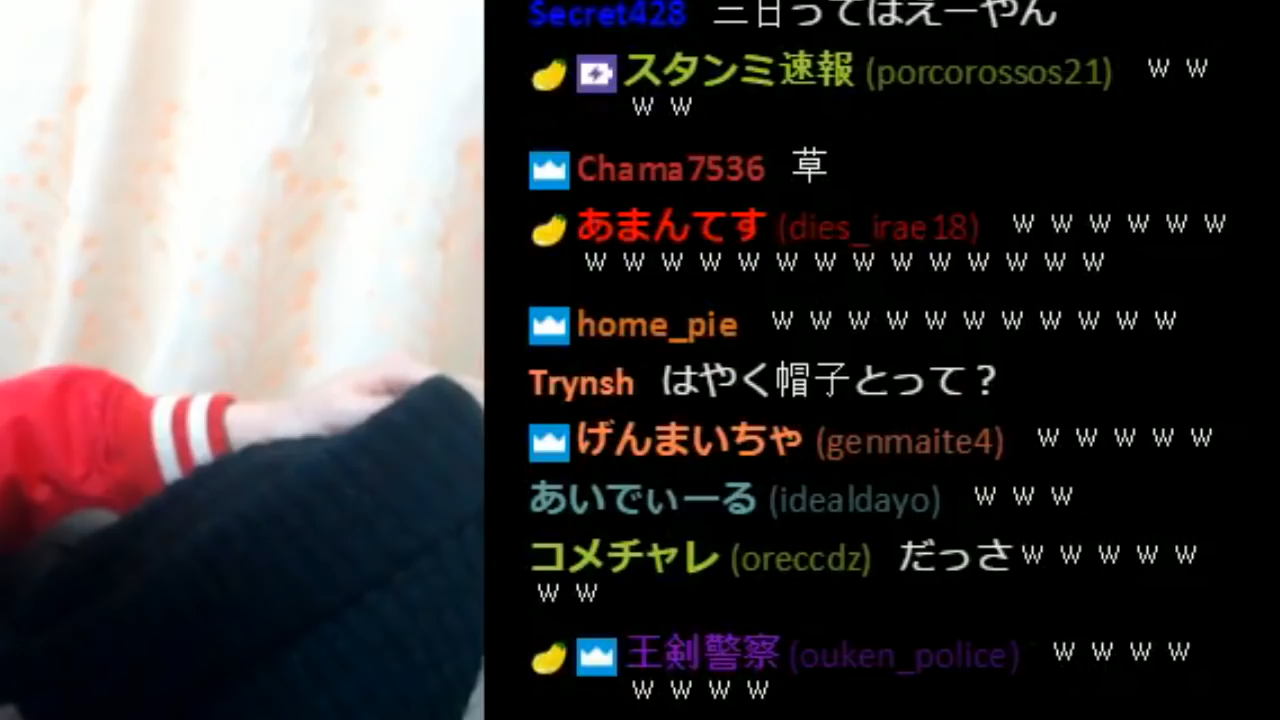 Secret428 三日ってはえーやん
スタンミ速報 (porcorossos21) ｗｗ
ｗｗ
Chama7536 草
あまんてす (dies_irae18) ｗｗｗｗｗｗ
ｗｗｗｗｗｗｗｗｗｗｗｗｗｗ
home_pie ｗｗｗｗｗｗｗｗｗｗｗ
Trynsh はやく帽子とって？
げんまいちゃ (genmaite4) ｗｗｗｗｗ
あいでぃーる (idealdayo) ｗｗｗ
コメチャレ (oreccdz) だっさｗｗｗｗｗ
ｗｗ
王剣警察 (ouken_police) ｗｗｗｗ
ｗｗｗｗ